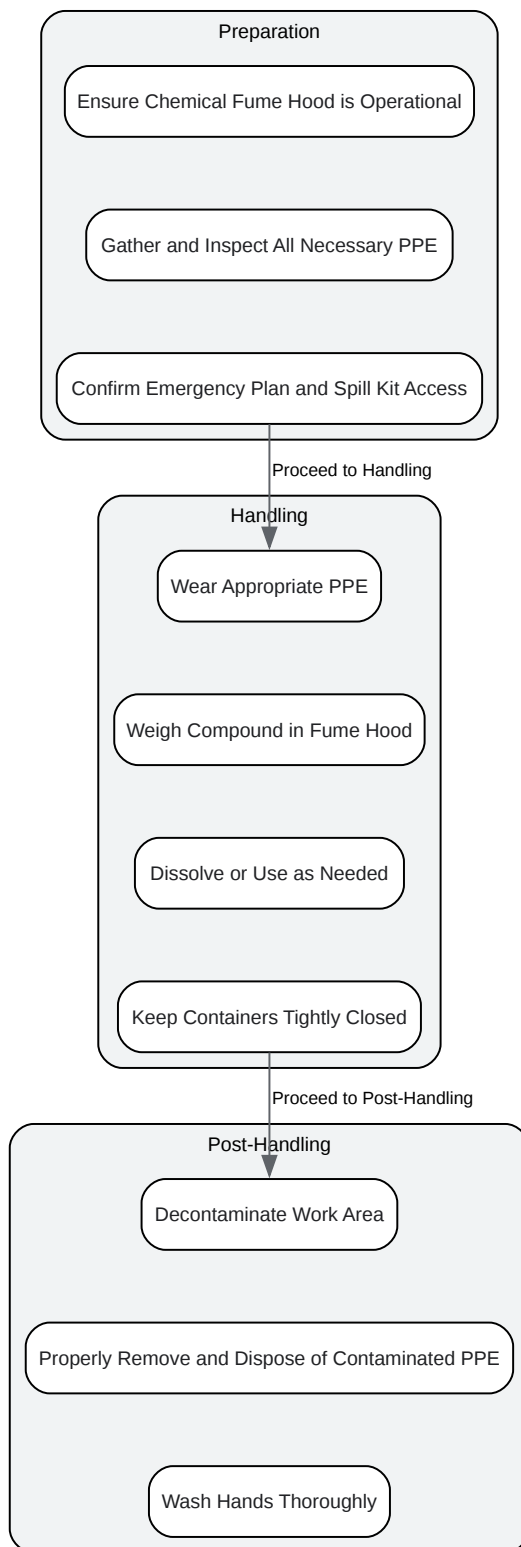 Preparation
Ensure Chemical Fume Hood is Operational
Gather and Inspect All Necessary PPE
Confirm Emergency Plan and Spill Kit Access
Proceed to Handling
Handling
Wear Appropriate PPE
Weigh Compound in Fume Hood
Dissolve or Use as Needed
Keep Containers Tightly Closed
Proceed to Post-Handling
Post-Handling
Decontaminate Work Area
Properly Remove and Dispose of Contaminated PPE
Wash Hands Thoroughly